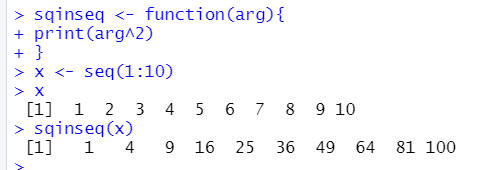 > sqinseq <- function(arg){
+ print(arg^2)
+ }
> x <- seq(1:10)
> x
[1] 1 2 3 4 5 6 7 8 9 10
> sqinseq(x)
[1] 1 4 9 16 25 36 49 64 81 100
>